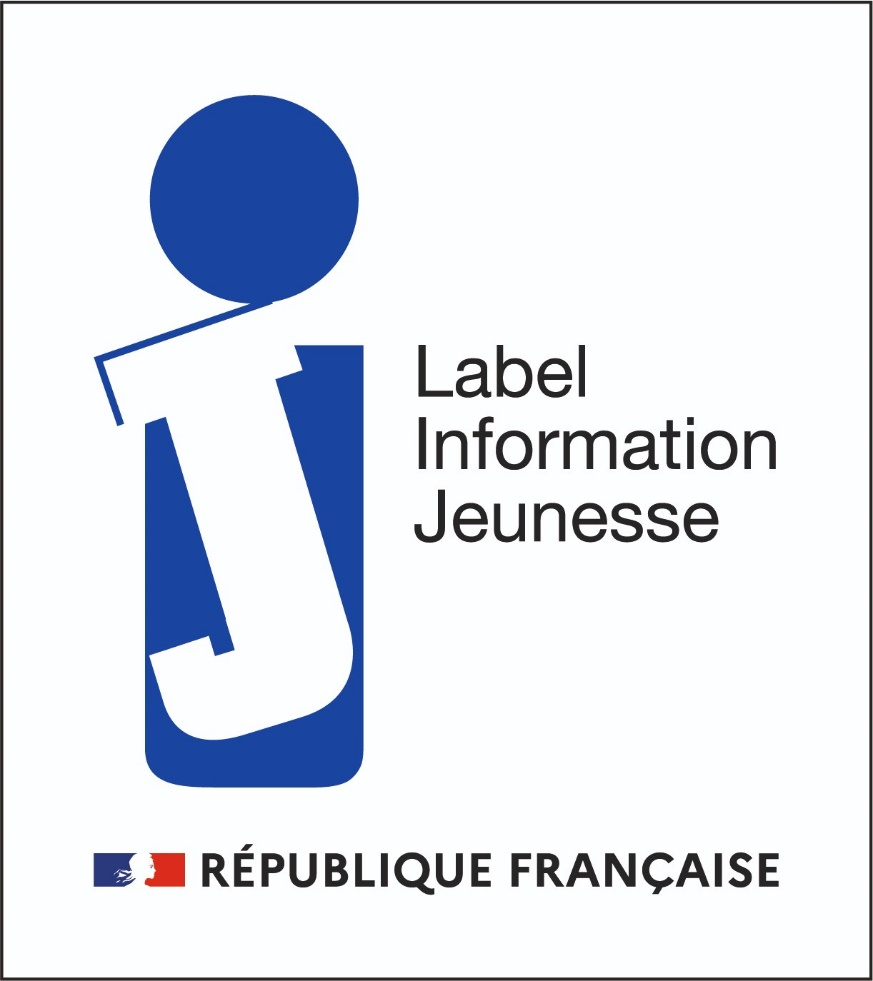 Label
Information
Jeunesse
RÉPUBLIQUE FRANÇAISE